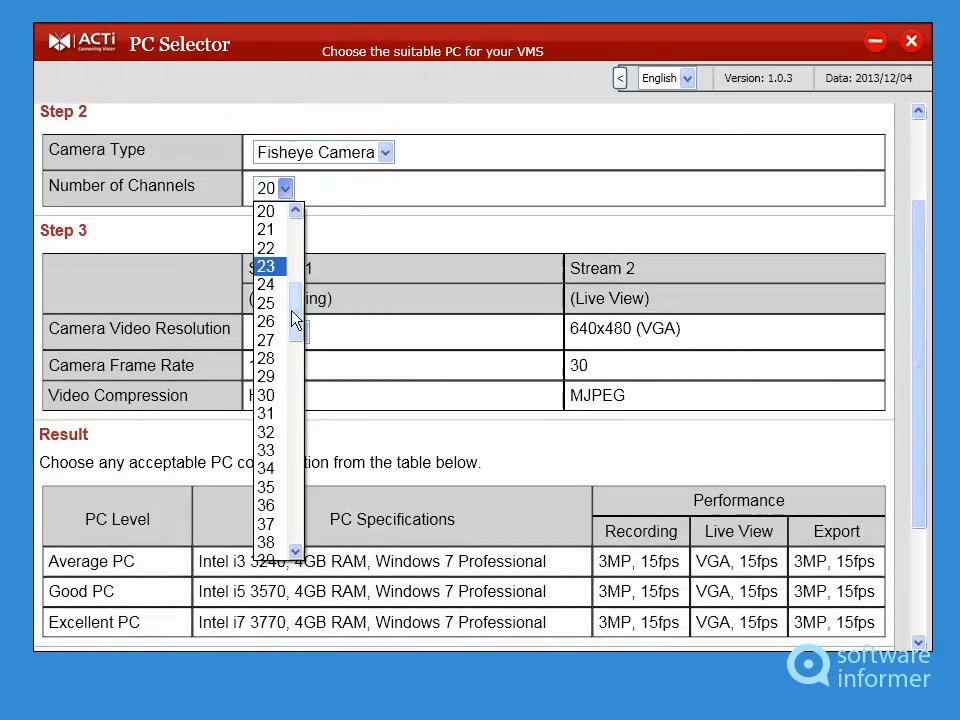 ACTi
Connecting Vision
PC Selector
Choose the suitable PC for your VMS
< English Version: 1.0.3 Data: 2013/12/04
Step 2
Camera Type Fisheye Camera
Number of Channels 20
20
21
22
23
24
25
26
27
28
29
30
31
32
33
34
35
36
37
38
39
Step 3
1 Stream 2
(Live View)
Camera Video Resolution 640x480 (VGA)
Camera Frame Rate 30
Video Compression MJPEG
Result
Choose any acceptable PC from the table below.
PC Level PC Specifications Performance
Recording Live View Export
Average PC Intel i3 3240, 4GB RAM, Windows 7 Professional 3MP, 15fps VGA, 15fps 3MP, 15fps
Good PC Intel i5 3570, 4GB RAM, Windows 7 Professional 3MP, 15fps VGA, 15fps 3MP, 15fps
Excellent PC Intel i7 3770, 4GB RAM, Windows 7 Professional 3MP, 15fps VGA, 15fps 3MP, 15fps
software
informer